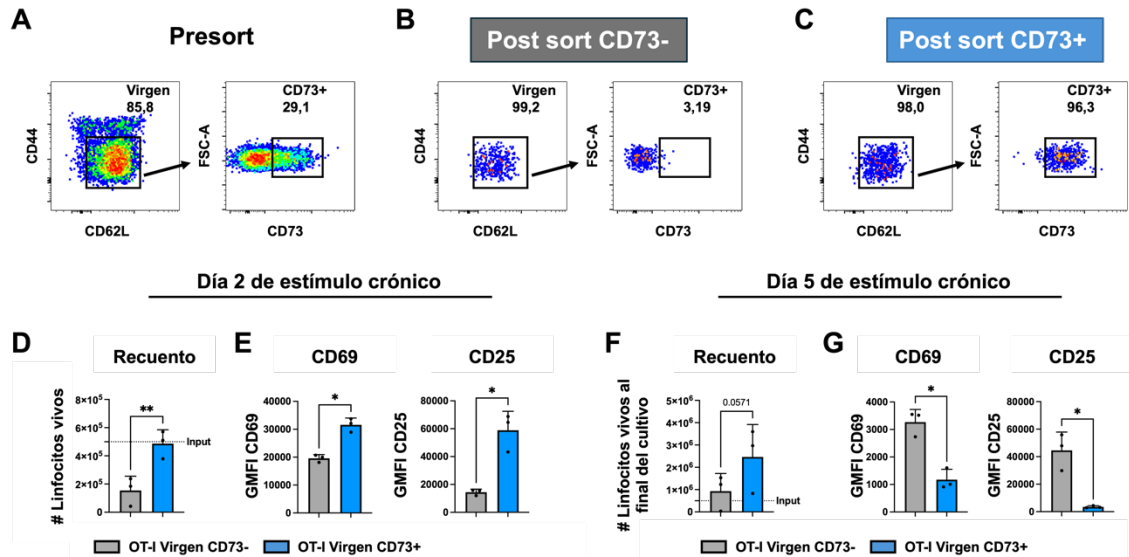 A
Presort
B
Post sort CD73-
C
Post sort CD73+
Virgen
85,8
CD44
CD62L
CD73+
29,1
FSC-A
CD73
Virgen
99,2
CD44
CD62L
CD73+
3,19
FSC-A
CD73
Virgen
98,0
CD44
CD62L
CD73+
96,3
FSC-A
CD73
Día 2 de estímulo crónico
Día 5 de estímulo crónico
D
Recuento
# Linfocitos vivos
8×10⁵
6×10⁵
4×10⁵
2×10⁵
0
**
Input
E
CD69
GMFI CD69
40000
30000
20000
10000
0
*
CD25
GMFI CD25
80000
60000
40000
20000
0
*
F
Recuento
# Linfocitos vivos al
final del cultivo
5×10⁶
4×10⁶
3×10⁶
2×10⁶
1×10⁶
0
0.0571
Input
G
CD69
GMFI CD69
4000
3000
2000
1000
0
*
CD25
GMFI CD25
80000
60000
40000
20000
0
*
OT-I Virgen CD73-
OT-I Virgen CD73+
OT-I Virgen CD73-
OT-I Virgen CD73+